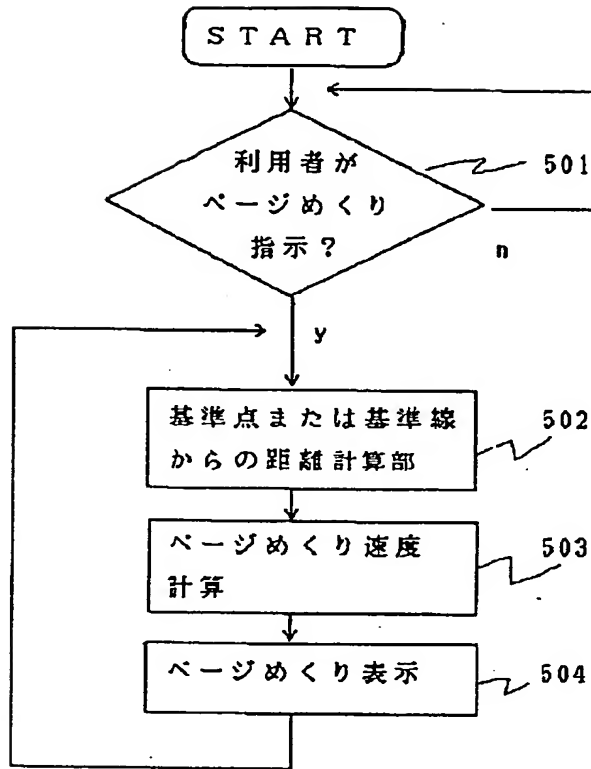 START
利用者が
ページめくり
指示？
501
n
y
基準点または基準線
からの距離計算部
502
ページめくり速度
計算
503
ページめくり表示
504